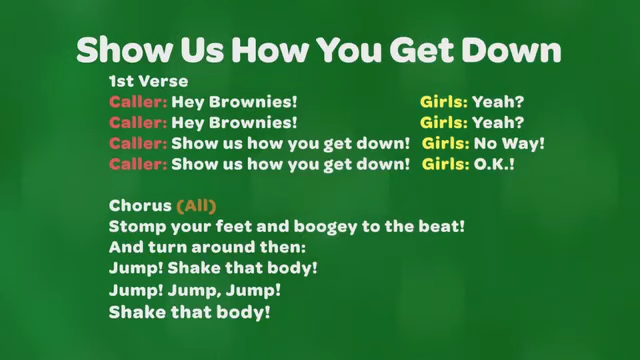 Show Us How You Get Down
1st Verse
Caller: Hey Brownies! Girls: Yeah?
Caller: Hey Brownies! Girls: Yeah?
Caller: Show us how you get down! Girls: No Way!
Caller: Show us how you get down! Girls: O.K.!
Chorus (All)
Stomp your feet and boogey to the beat!
And turn around then:
Jump! Shake that body!
Jump! Jump, Jump!
Shake that body!